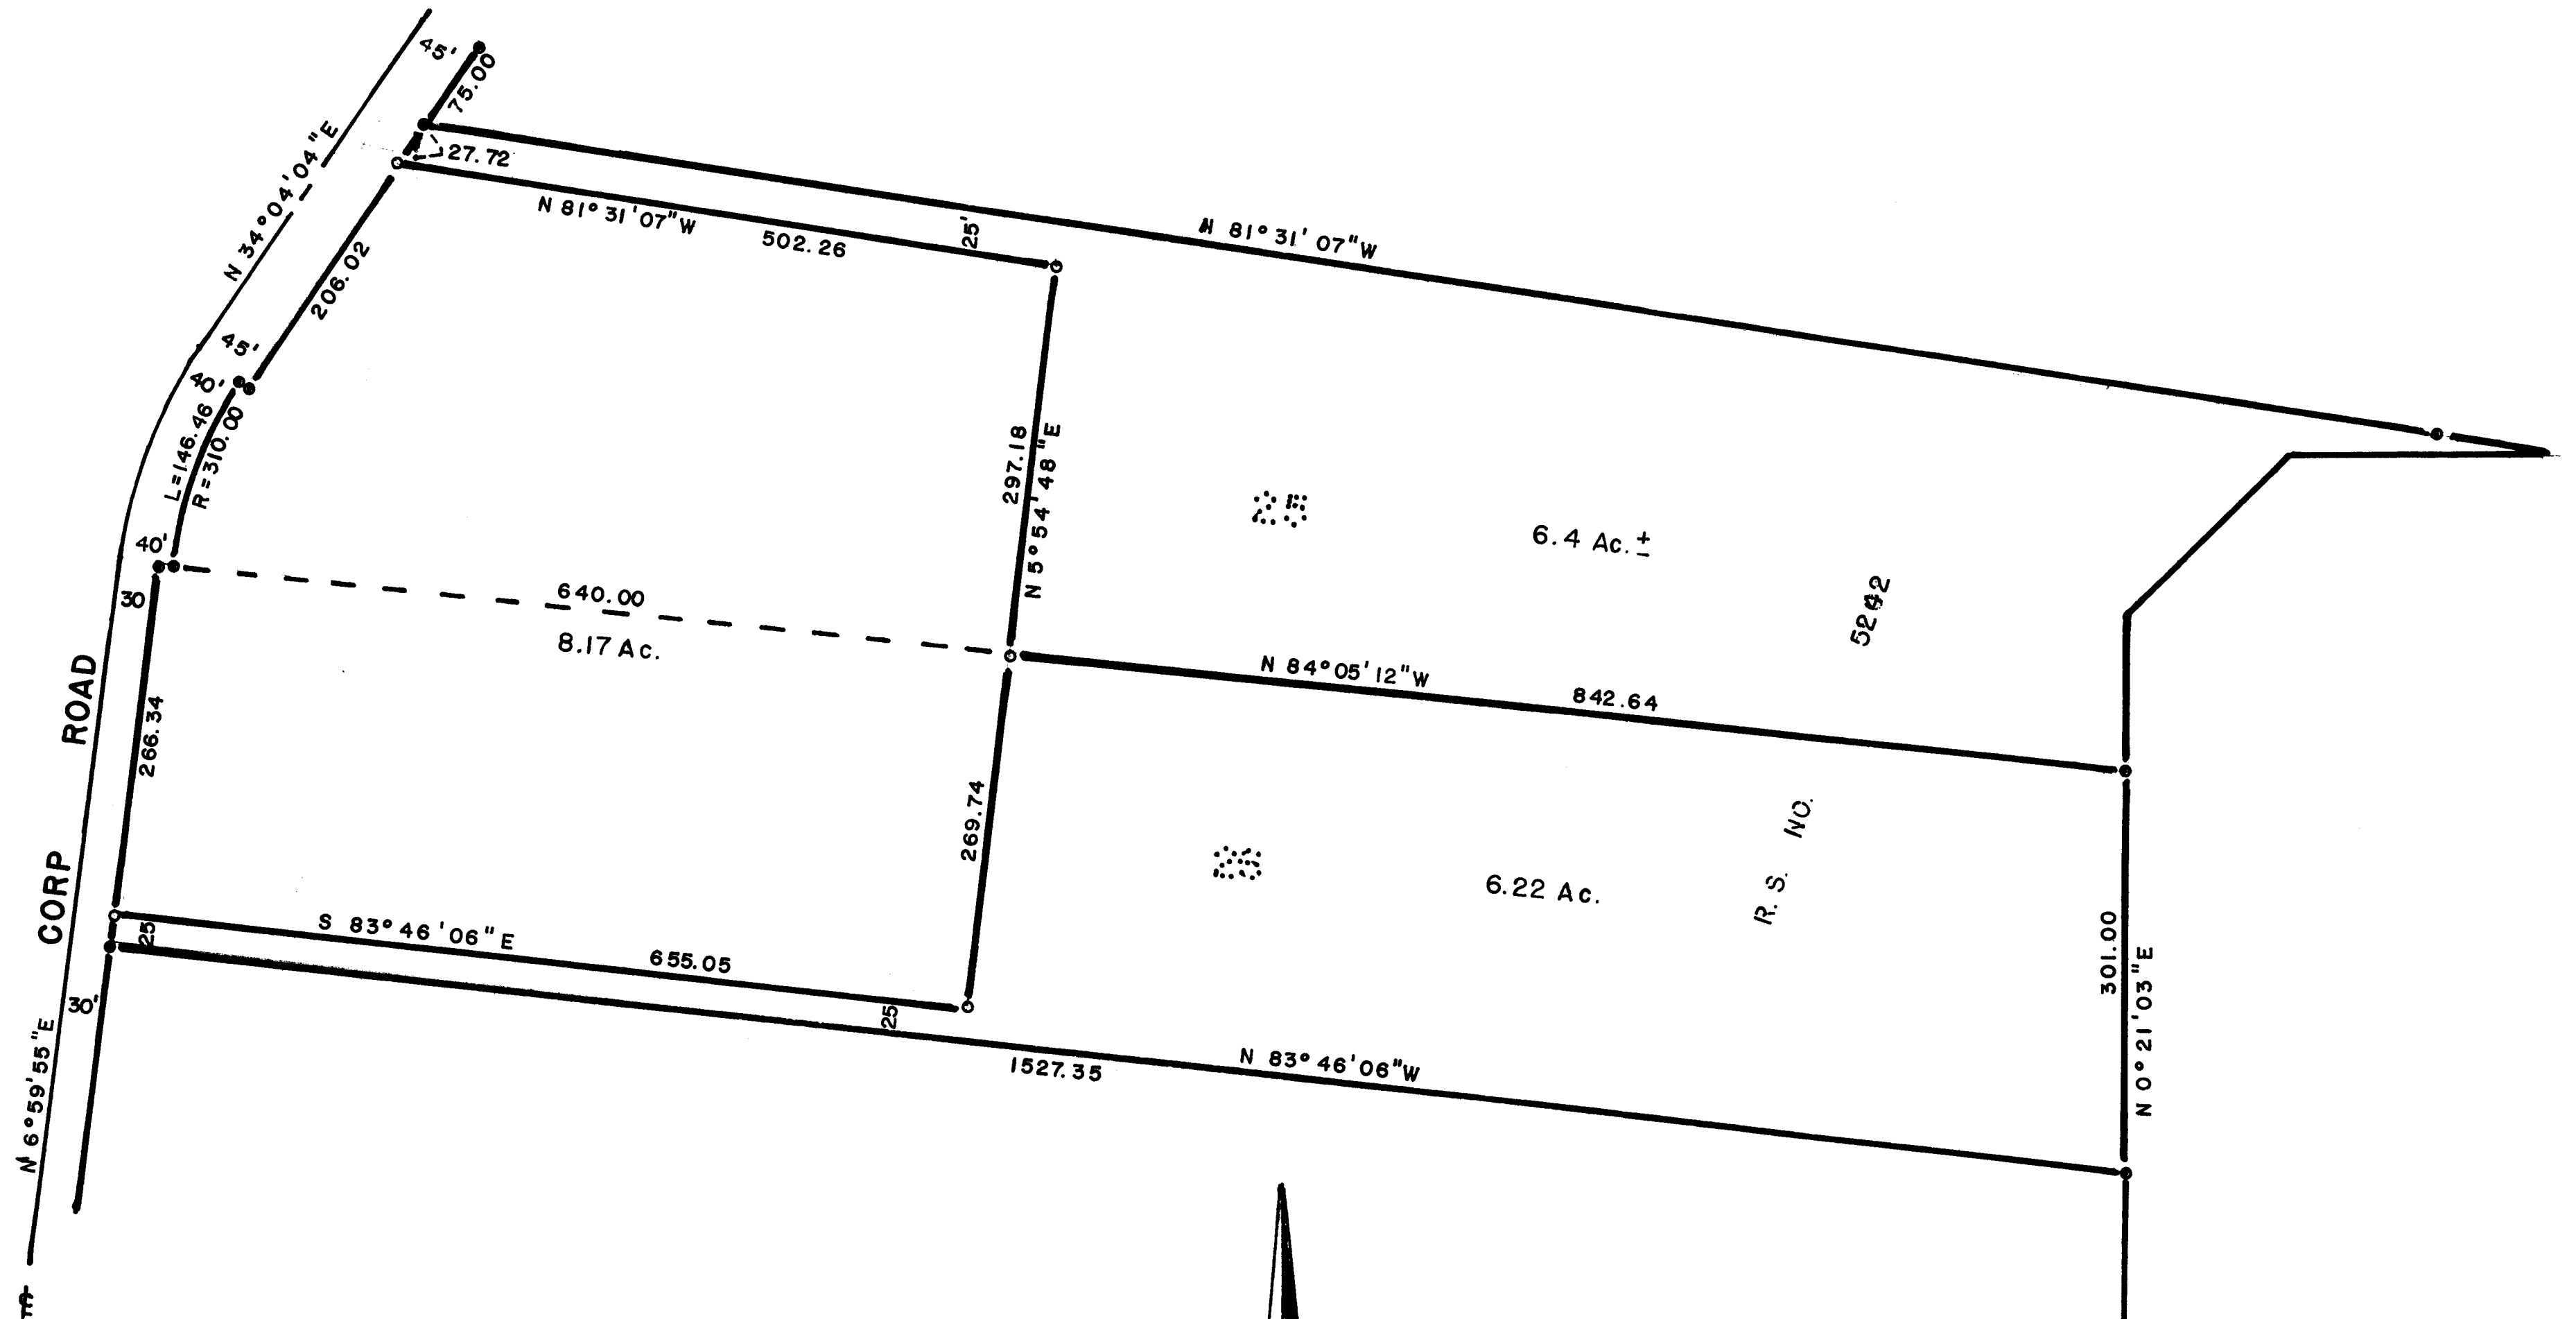 45'
75.00
27.72
N 34°04'04"E
N 81°31'07"W
502.26
25'
N 81°31'07"W
206.02
45'
40'
L=146.46
R=310.00
297.18
N 5°54'48"E
25
6.4 Ac.±
40'
30
640.00
8.17 Ac.
N 84°05'12"W
842.64
ROAD
266.34
269.74
R. S. NO.
26
6.22 Ac.
CORP
25
S 83°46'06"E
655.05
301.00
N 0°21'03"E
30'
25
N 6°59'55"E
1527.35
N 83°46'06"W